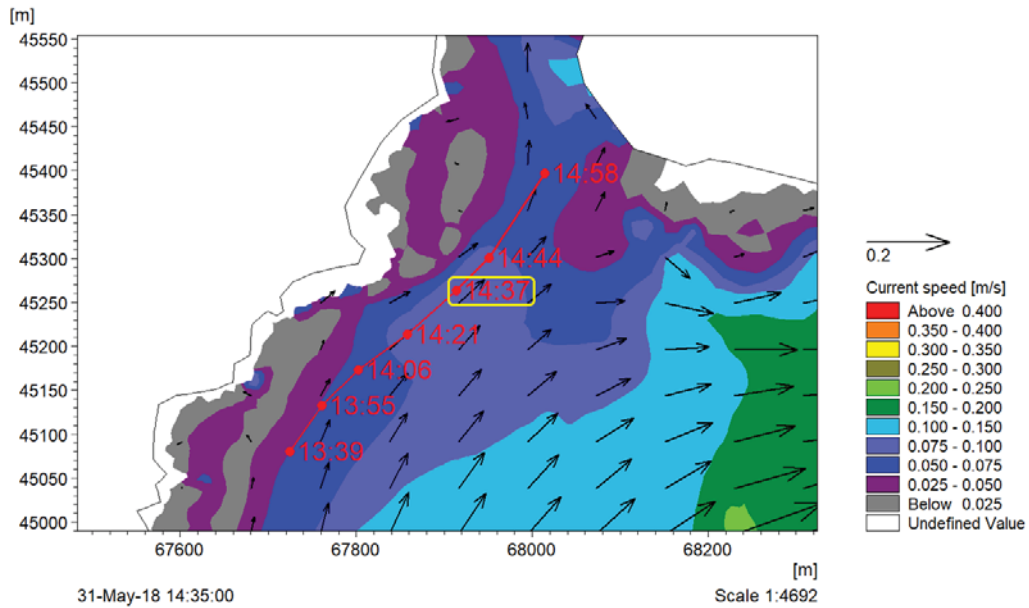 [m]
45550
45500
45450
45400
45350
45300
45250
45200
45150
45100
45050
45000
14:58
14:44
14:37
14:21
14:06
13:55
13:39
67600 67800 68000 68200
[m]
31-May-18 14:35:00 Scale 1:4692
0.2
Current speed [m/s]
Above 0.400
0.350 - 0.400
0.300 - 0.350
0.250 - 0.300
0.200 - 0.250
0.150 - 0.200
0.100 - 0.150
0.075 - 0.100
0.050 - 0.075
0.025 - 0.050
Below 0.025
Undefined Value